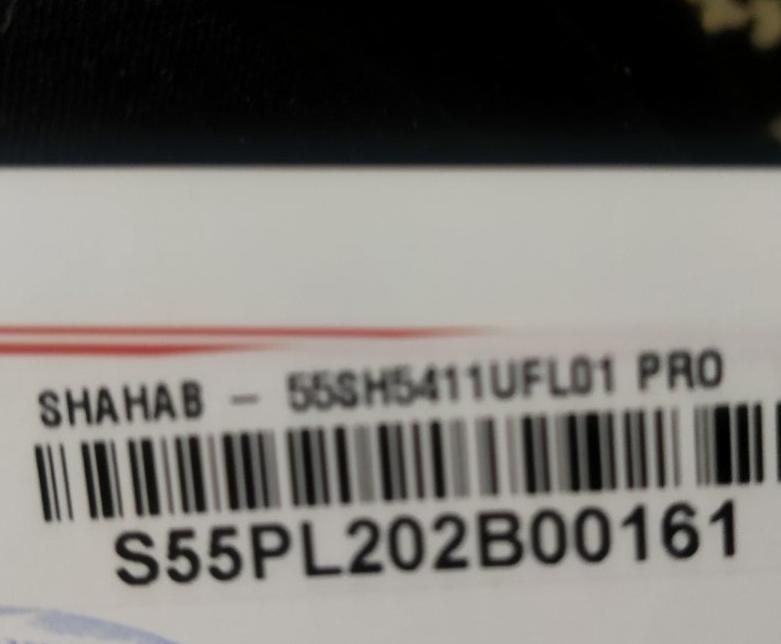 SHAHAB - 55SH5411UFL01 PRO
S55PL202B00161